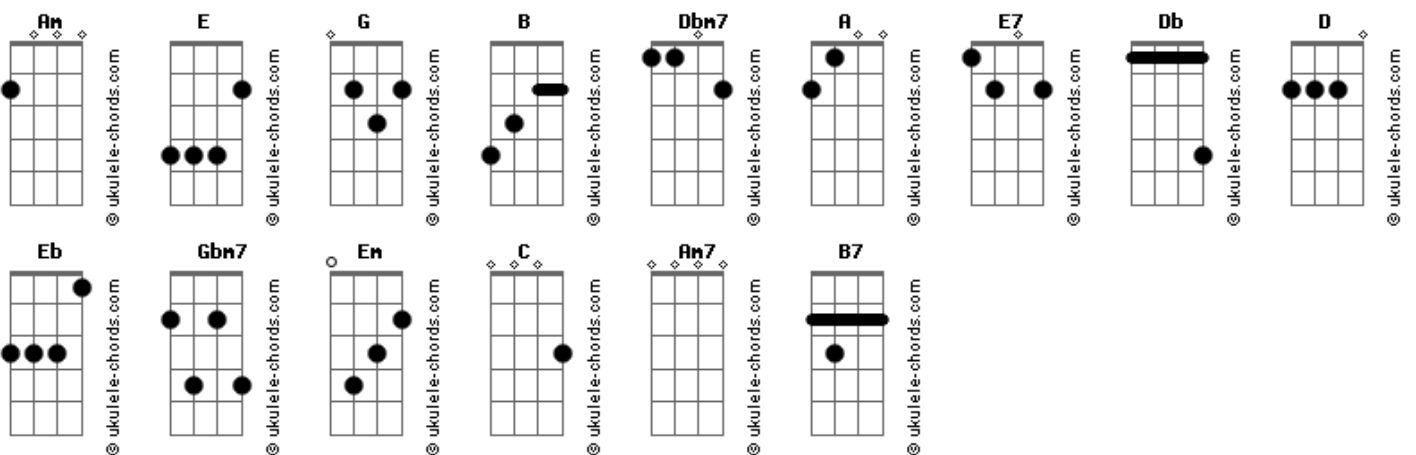 Am E G B Dbm7 A E7 Db D
© ukulele-chords.com © ukulele-chords.com © ukulele-chords.com © ukulele-chords.com © ukulele-chords.com © ukulele-chords.com © ukulele-chords.com © ukulele-chords.com © ukulele-chords.com
Eb Gbm7 Em C Am7 B7
© ukulele-chords.com © ukulele-chords.com © ukulele-chords.com © ukulele-chords.com © ukulele-chords.com © ukulele-chords.com